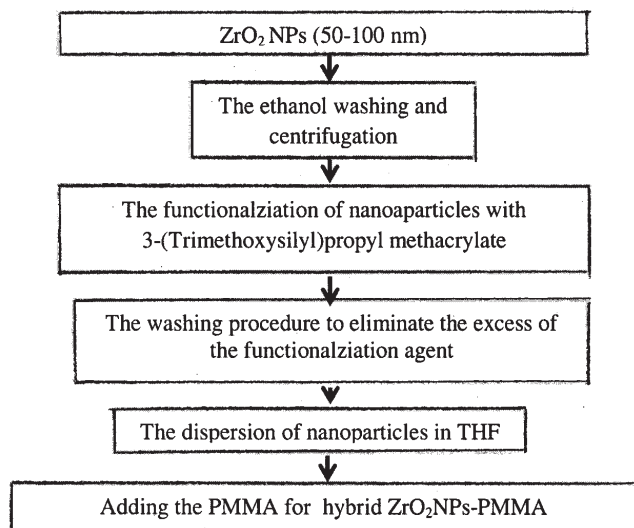 ZrO₂ NPs (50-100 nm)
The ethanol washing and
centrifugation
The functionalziation of nanoaparticles with
3-(Trimethoxysilyl)propyl methacrylate
The washing procedure to eliminate the excess of
the functionalziation agent
The dispersion of nanoparticles in THF
Adding the PMMA for hybrid ZrO₂NPs-PMMA